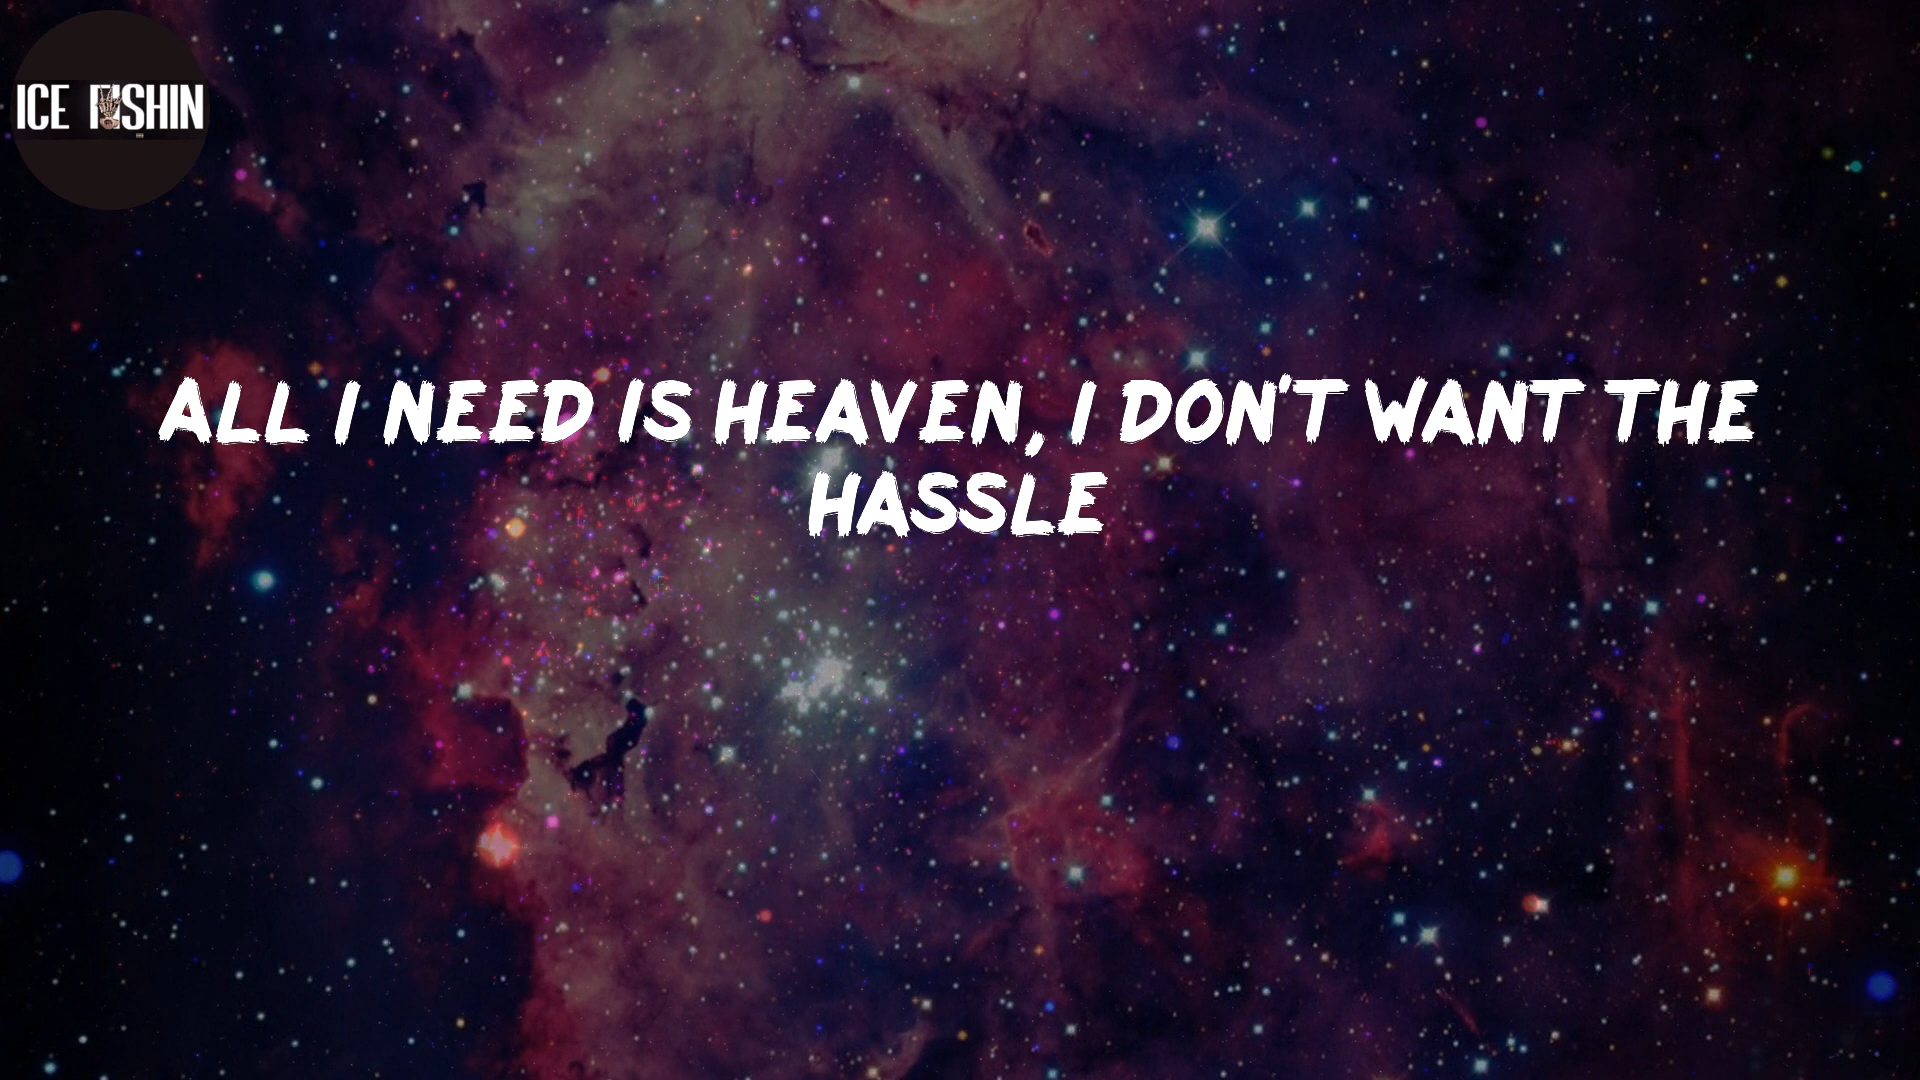 ICE FISHIN
ALL I NEED IS HEAVEN, I DON'T WANT THE
HASSLE